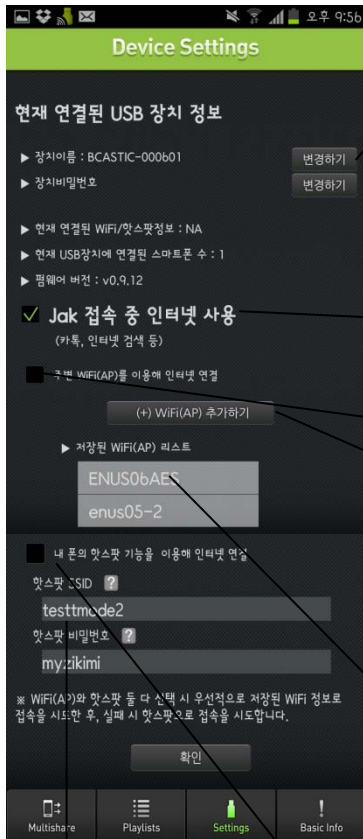 오후 9:56
Device Settings
현재 연결된 USB 장치 정보
▶ 장치이름 : BCASTIC-000b01
변경하기
▶ 장치비밀번호
변경하기
▶ 현재 연결된 WiFi/핫스팟정보 : NA
▶ 현재 USB장치에 연결된 스마트폰 수 : 1
▶ 펌웨어 버전 : v0.9.12
Jak 접속 중 인터넷 사용
(카톡, 인터넷 검색 등)
주변 WiFi(AP)를 이용해 인터넷 연결
(+) WiFi(AP) 추가하기
▶ 저장된 WiFi(AP) 리스트
ENUS06AES
enus05-2
내 폰의 핫스팟 기능을 이용해 인터넷 연결
핫스팟 SSID ?
testtmode2
핫스팟 비밀번호 ?
myzikimi
※ WiFi(AP)와 핫스팟 둘 다 선택 시 우선적으로 저장된 WiFi 정보로
접속을 시도한 후, 실패 시 핫스팟으로 접속을 시도합니다.
확인
Multishare Playlists Settings Basic Info